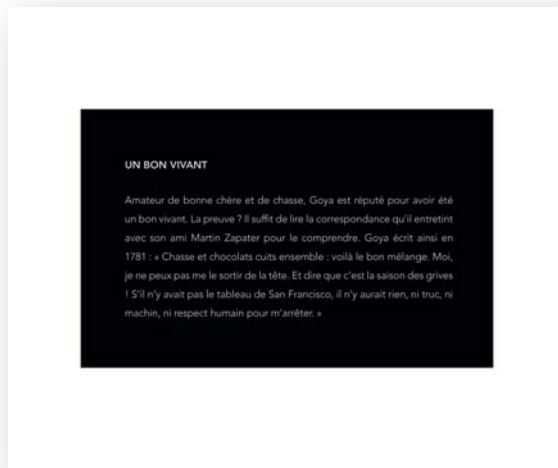 UN BON VIVANT
Amateur de bonne chère et de chasse, Goya est réputé pour avoir été
un bon vivant. La preuve ? Il suffit de lire la correspondance qu'il entretint
avec son ami Martin Zapater pour le comprendre. Goya écrit ainsi en
1781 : « Chasse et chocolats cuits ensemble : voilà le bon mélange. Moi,
je ne peux pas me le sortir de la tête. Et dire que c'est la saison des grives
! S'il n'y avait pas le tableau de San Francisco, il n'y aurait rien, ni truc, ni
machin, ni respect humain pour m'arrêter. »